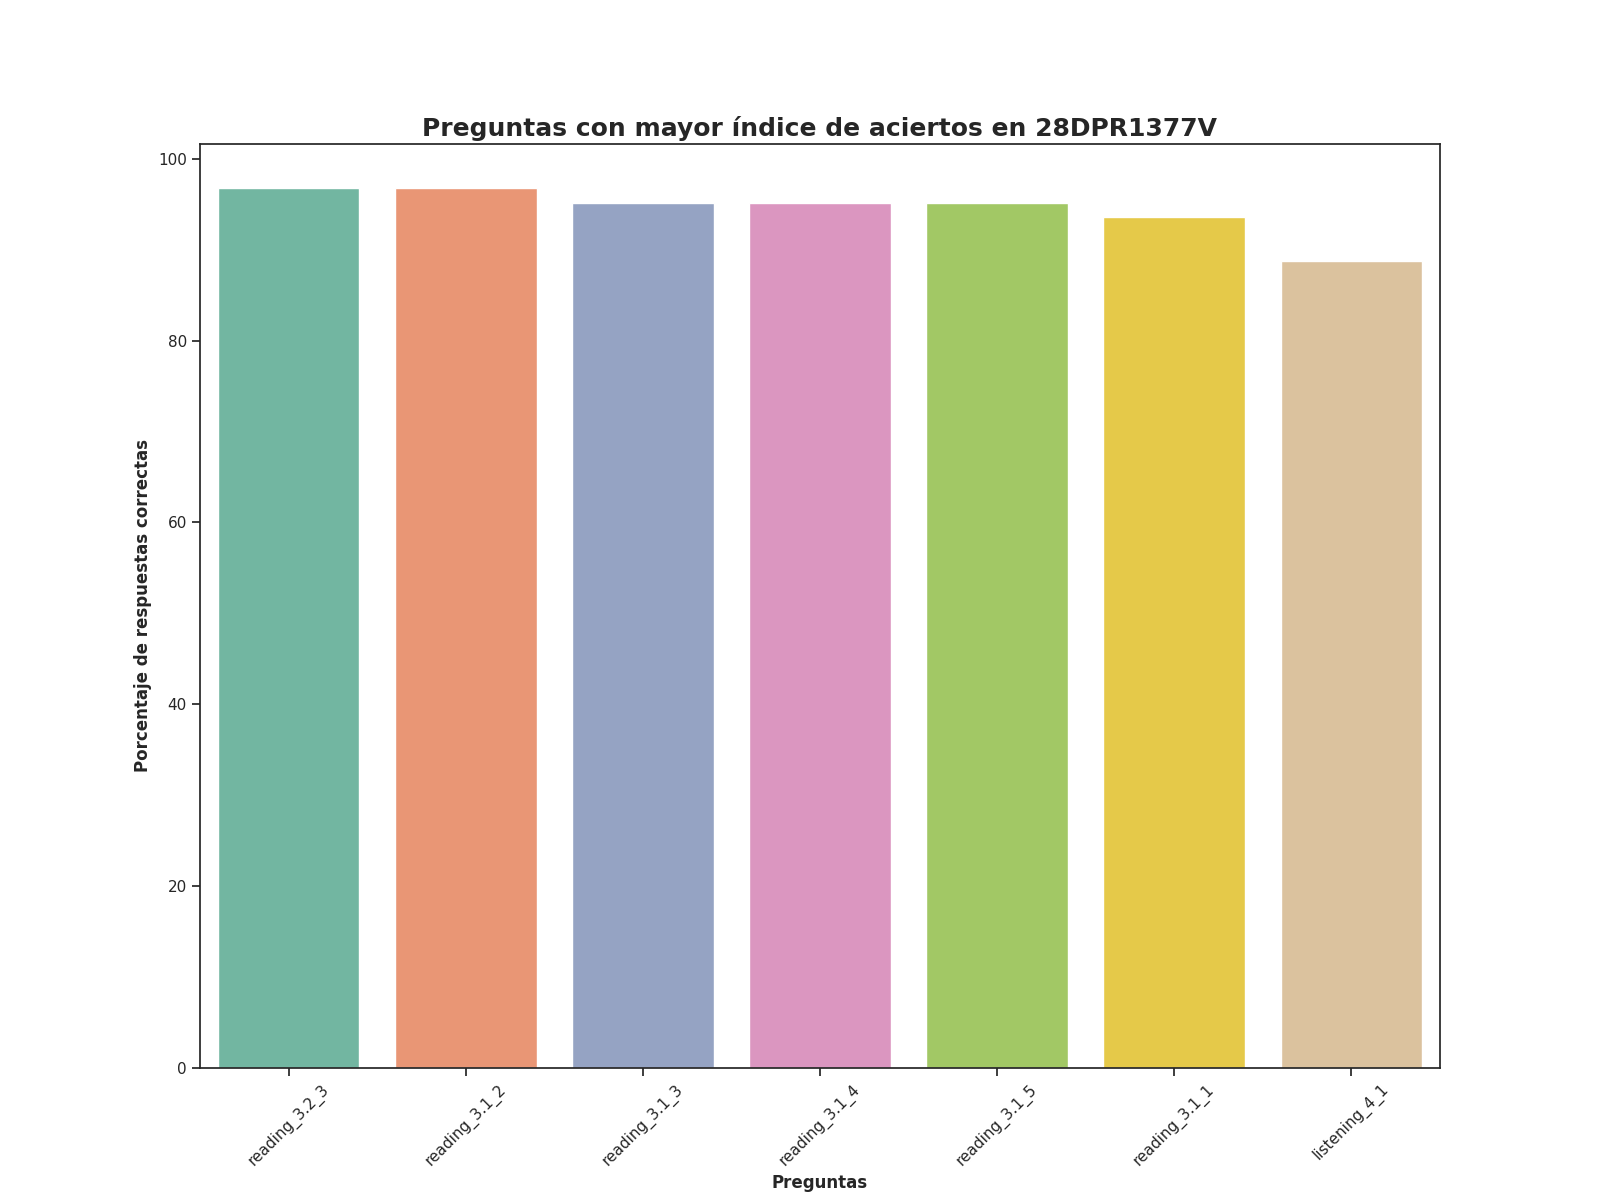 Preguntas con mayor índice de aciertos en 28DPR1377V
Porcentaje de respuestas correctas
100
80
60
40
20
0
reading_3.2_3
reading_3.1_2
reading_3.1_3
reading_3.1_4
reading_3.1_5
reading_3.1_1
listening_4_1
Preguntas